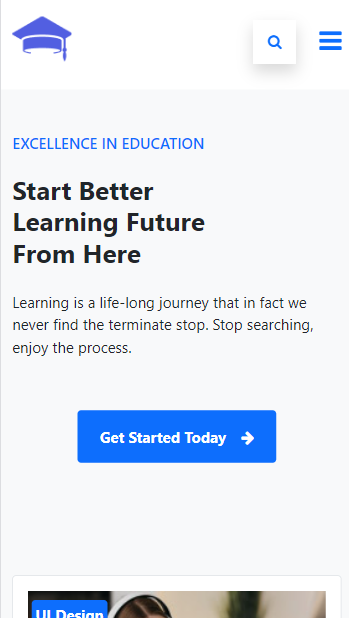 EXCELLENCE IN EDUCATION
Start Better
Learning Future
From Here
Learning is a life-long journey that in fact we
never find the terminate stop. Stop searching,
enjoy the process.
Get Started Today
UI Design